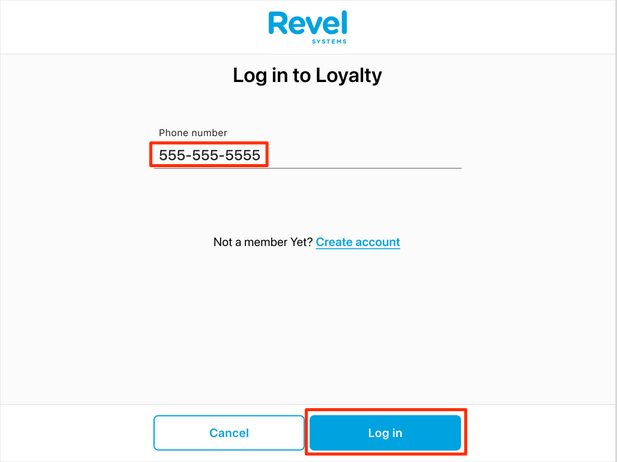 Revel
SYSTEMS
Log in to Loyalty
Phone number
555-555-5555
Not a member Yet? Create account
Cancel
Log in